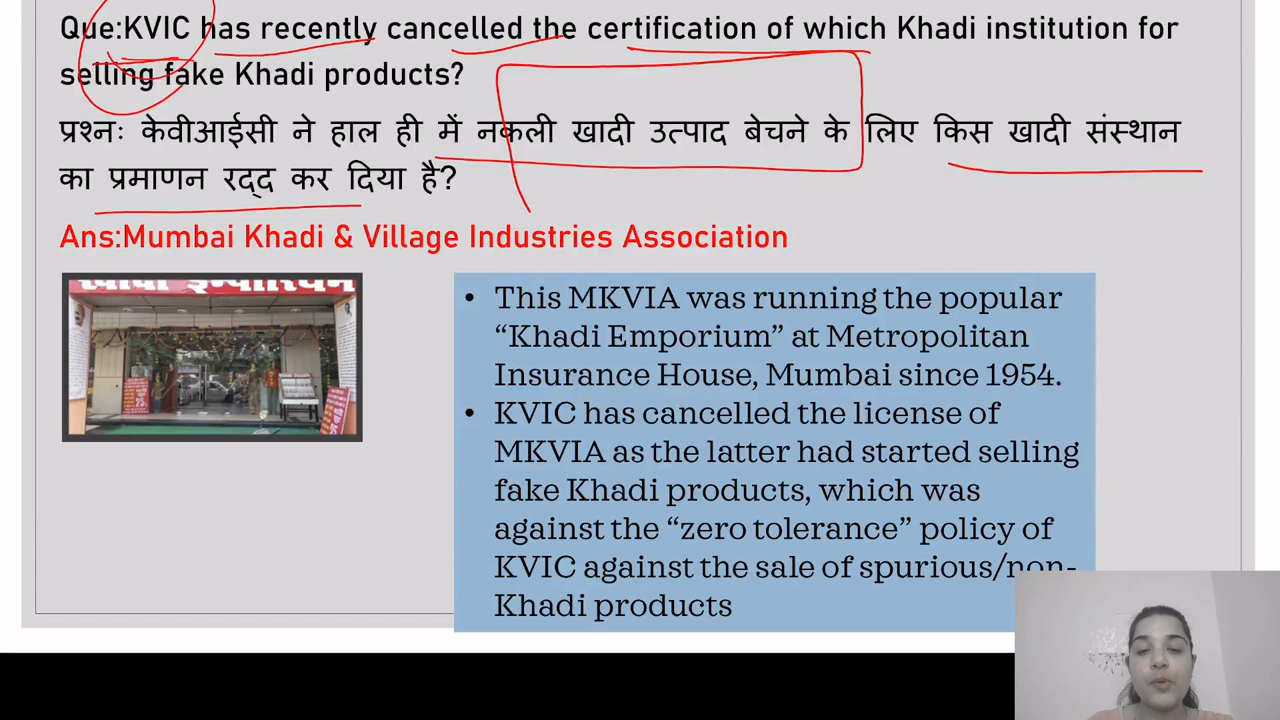 Que:KVIC has recently cancelled the certification of which Khadi institution for
selling fake Khadi products?
प्रश्नः केवीआईसी ने हाल ही में नकली खादी उत्पाद बेचने के लिए किस खादी संस्थान
का प्रमाणन रद्द कर दिया है?
Ans:Mumbai Khadi & Village Industries Association
• This MKVIA was running the popular
“Khadi Emporium” at Metropolitan
Insurance House, Mumbai since 1954.
• KVIC has cancelled the license of
MKVIA as the latter had started selling
fake Khadi products, which was
against the “zero tolerance” policy of
KVIC against the sale of spurious/non-
Khadi products